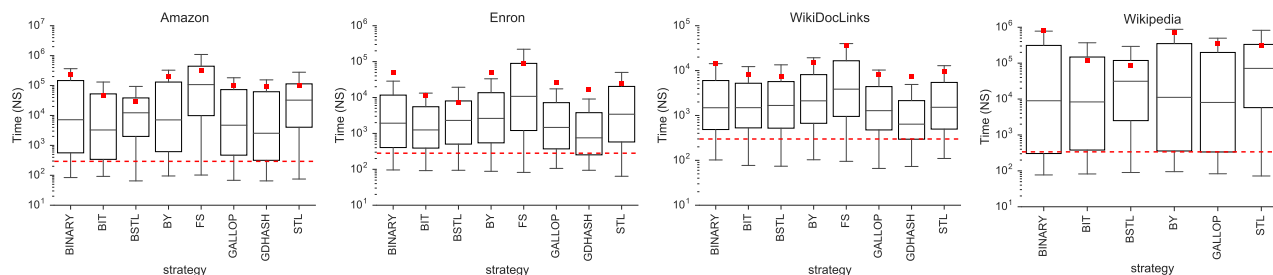 Amazon
Time (NS)
10^7
10^6
10^5
10^4
10^3
10^2
10^1
BINARY
BIT
BSTL
BY
FS
GALLOP
GDHASH
STL
strategy
Enron
Time (NS)
10^6
10^5
10^4
10^3
10^2
10^1
BINARY
BIT
BSTL
BY
FS
GALLOP
GDHASH
STL
strategy
WikiDocLinks
Time (NS)
10^5
10^4
10^3
10^2
10^1
BINARY
BIT
BSTL
BY
FS
GALLOP
GDHASH
STL
strategy
Wikipedia
Time (NS)
10^6
10^5
10^4
10^3
10^2
10^1
BINARY
BIT
BSTL
BY
GALLOP
STL
strategy